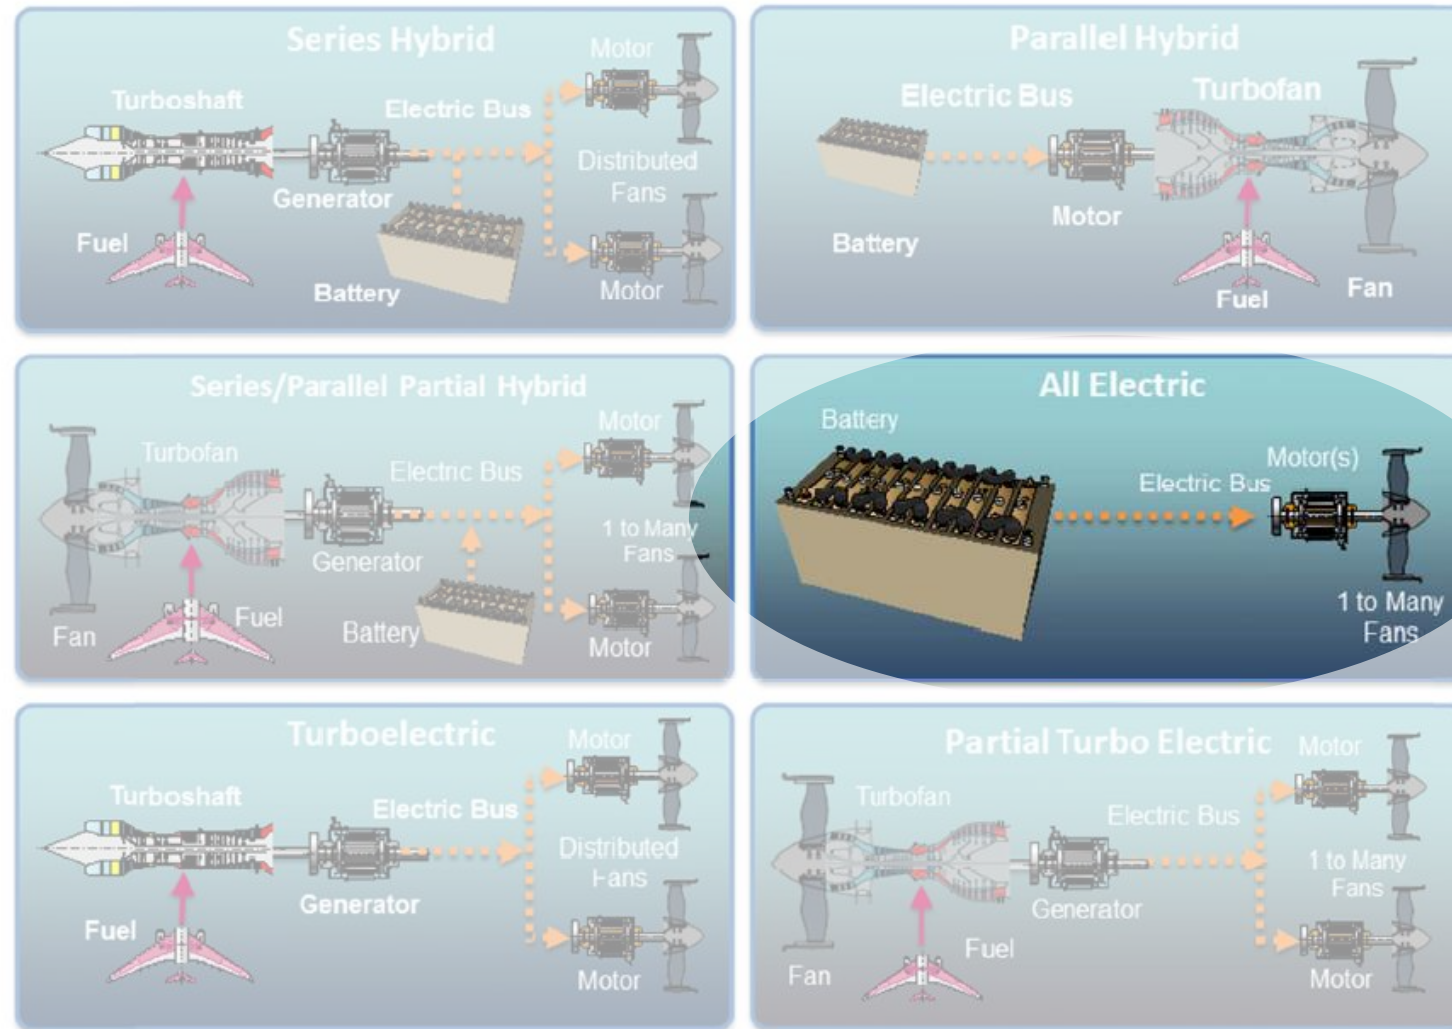 Series Hybrid
Motor
Turboshaft
Electric Bus
Distributed
Fans
Generator
Fuel
Battery
Motor
Parallel Hybrid
Electric Bus
Turbofan
Battery
Motor
Fuel
Fan
Series/Parallel Partial Hybrid
Motor
Turbofan
Electric Bus
1 to Many
Fans
Generator
Fan
Fuel
Battery
Motor
All Electric
Battery
Motor(s)
Electric Bus
1 to Many
Fans
Turboelectric
Motor
Turboshaft
Electric Bus
Distributed
Fans
Generator
Fuel
Motor
Partial Turbo Electric
Motor
Turbofan
Electric Bus
1 to Many
Fans
Generator
Fuel
Fan
Motor